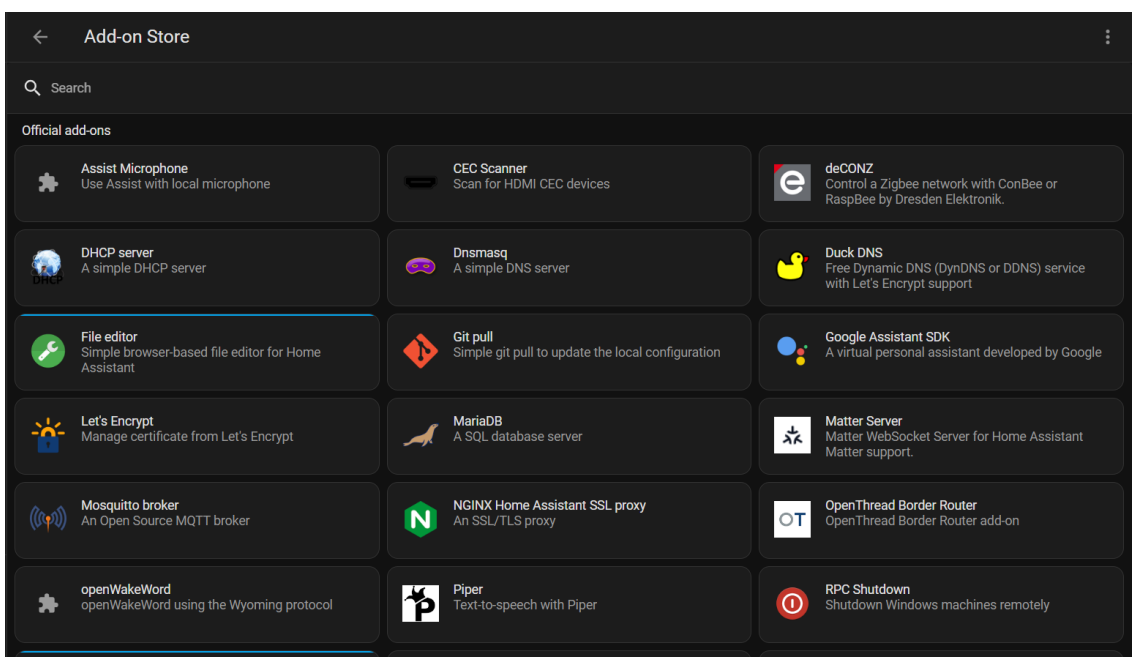 Add-on Store
Search
Official add-ons
Assist Microphone
Use Assist with local microphone
CEC Scanner
Scan for HDMI CEC devices
deCONZ
Control a Zigbee network with ConBee or
RaspBee by Dresden Elektronik.
DHCP
DHCP server
A simple DHCP server
Dnsmasq
A simple DNS server
Duck DNS
Free Dynamic DNS (DynDNS or DDNS) service
with Let's Encrypt support
File editor
Simple browser-based file editor for Home
Assistant
Git pull
Simple git pull to update the local configuration
Google Assistant SDK
A virtual personal assistant developed by Google
Let's Encrypt
Manage certificate from Let's Encrypt
MariaDB
A SQL database server
Matter Server
Matter WebSocket Server for Home Assistant
Matter support.
Mosquitto broker
An Open Source MQTT broker
N
NGINX Home Assistant SSL proxy
An SSL/TLS proxy
OT
OpenThread Border Router
OpenThread Border Router add-on
openWakeWord
openWakeWord using the Wyoming protocol
P
Piper
Text-to-speech with Piper
RPC Shutdown
Shutdown Windows machines remotely